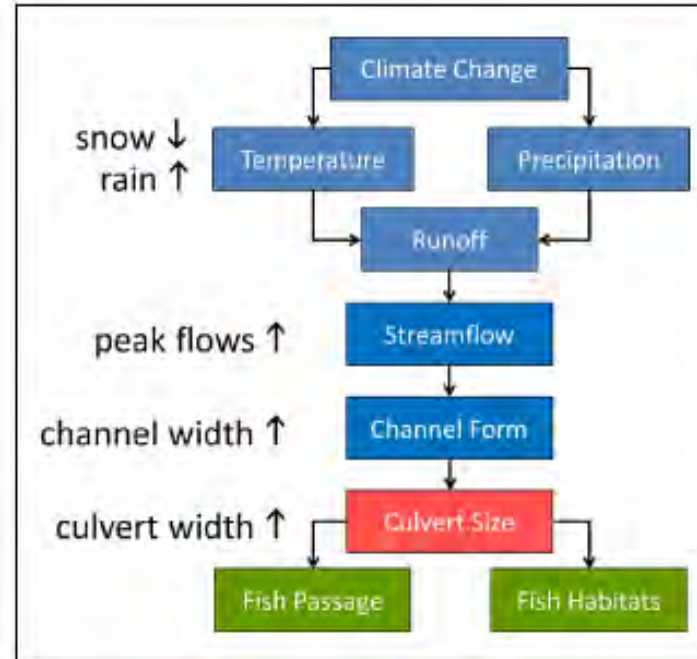 Climate Change
snow ↓
rain ↑
Temperature
Precipitation
Runoff
peak flows ↑
Streamflow
channel width ↑
Channel Form
culvert width ↑
Culvert Size
Fish Passage
Fish Habitats